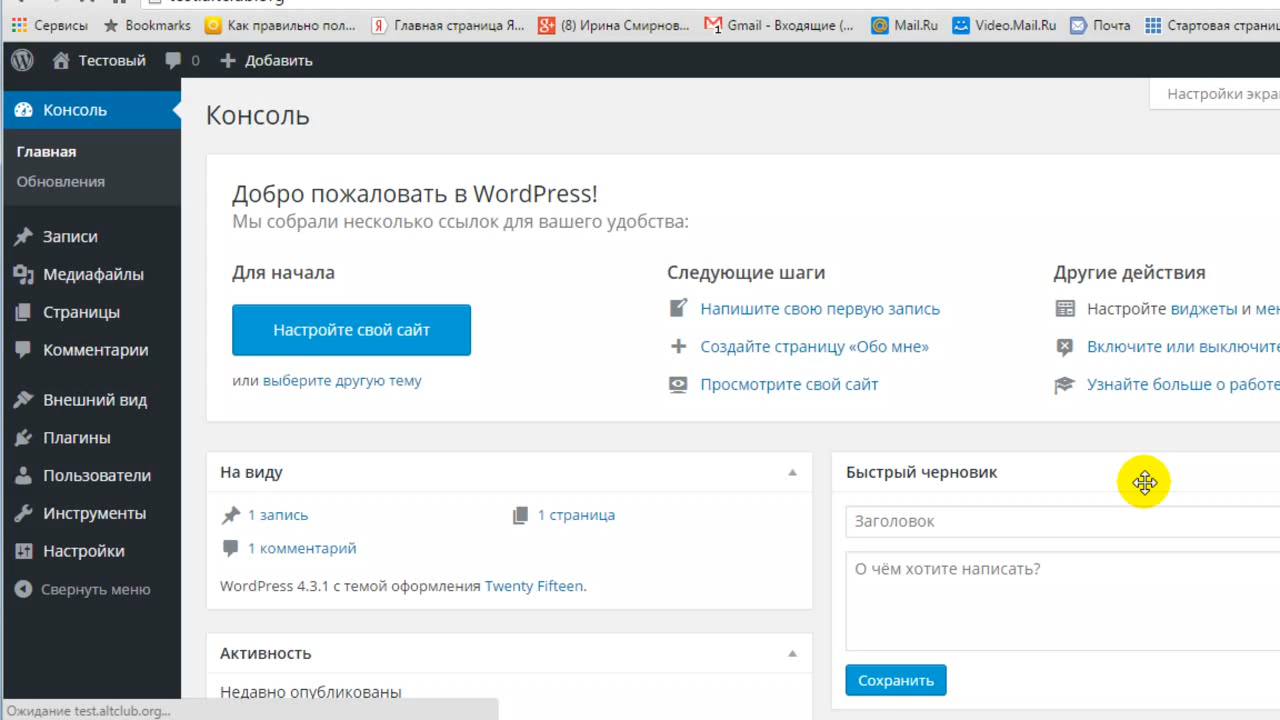 Сервисы Bookmarks Как правильно пол... Главная страница Я... (8) Ирина Смирнов... Gmail - Входящие (... Mail.Ru Video.Mail.Ru Почта Стартовая страни
Тестовый 0 Добавить
Консоль
Главная
Обновления
Записи
Медиафайлы
Страницы
Комментарии
Внешний вид
Плагины
Пользователи
Инструменты
Настройки
Свернуть меню
Настройки экра
Консоль
Добро пожаловать в WordPress!
Мы собрали несколько ссылок для вашего удобства:
Для начала
Настройте свой сайт
или выберите другую тему
Следующие шаги
Напишите свою первую запись
Создайте страницу «Обо мне»
Просмотрите свой сайт
Другие действия
Настройте виджеты и мен
Включите или выключите
Узнайте больше о работе
На виду
1 запись
1 страница
1 комментарий
WordPress 4.3.1 с темой оформления Twenty Fifteen.
Активность
Недавно опубликованы
Быстрый черновик
Заголовок
О чём хотите написать?
Сохранить
Ожидание test.altclub.org...